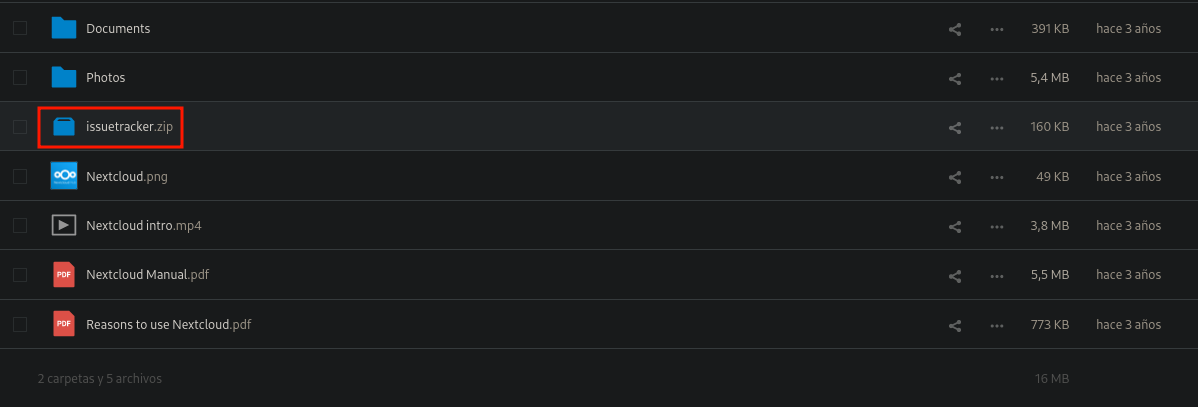 Documents 391 KB hace 3 años
Photos 5,4 MB hace 3 años
issuetracker.zip 160 KB hace 3 años
Nextcloud.png 49 KB hace 3 años
Nextcloud intro.mp4 3,8 MB hace 3 años
PDF Nextcloud Manual.pdf 5,5 MB hace 3 años
PDF Reasons to use Nextcloud.pdf 773 KB hace 3 años
2 carpetas y 5 archivos 16 MB